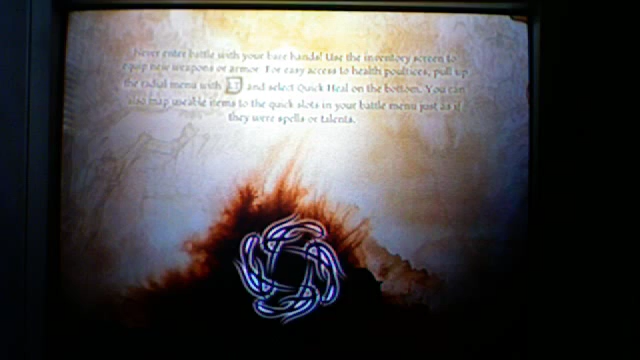 Never enter battle with your bare hands! Use the inventory screen to
equip new weapons or armor. For easy access to health poultices, pull up
the radial menu with LT and select Quick Heal on the bottom. You can
also map useable items to the quick slots in your battle menu just as if
they were spells or talents.